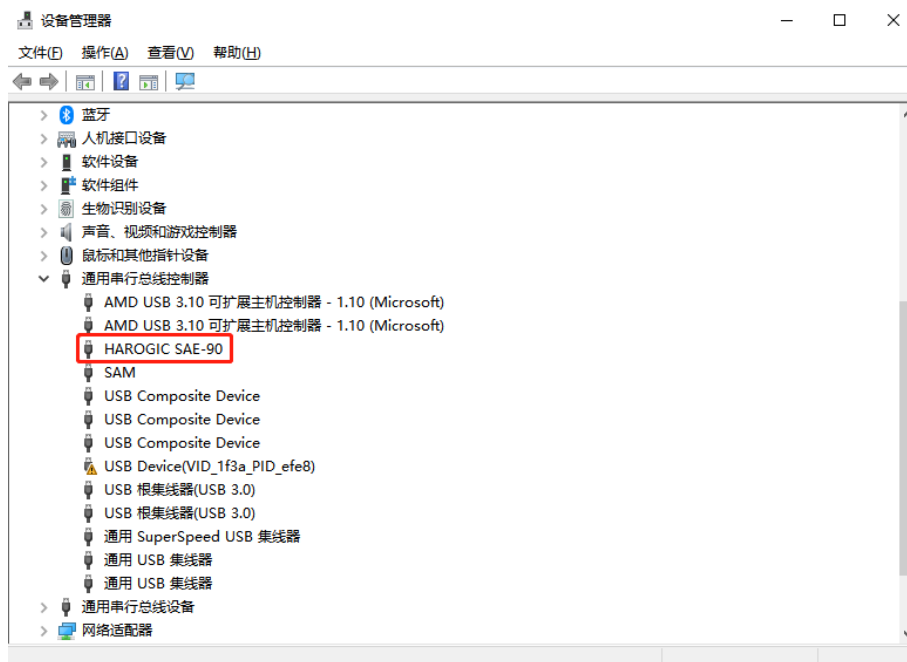 设备管理器
文件(F) 操作(A) 查看(V) 帮助(H)
蓝牙
人机接口设备
软件设备
软件组件
生物识别设备
声音、视频和游戏控制器
鼠标和其他指针设备
通用串行总线控制器
AMD USB 3.10 可扩展主机控制器 - 1.10 (Microsoft)
AMD USB 3.10 可扩展主机控制器 - 1.10 (Microsoft)
HAROGIC SAE-90
SAM
USB Composite Device
USB Composite Device
USB Composite Device
USB Device(VID_1f3a_PID_efe8)
USB 根集线器(USB 3.0)
USB 根集线器(USB 3.0)
通用 SuperSpeed USB 集线器
通用 USB 集线器
通用 USB 集线器
通用串行总线设备
网络适配器